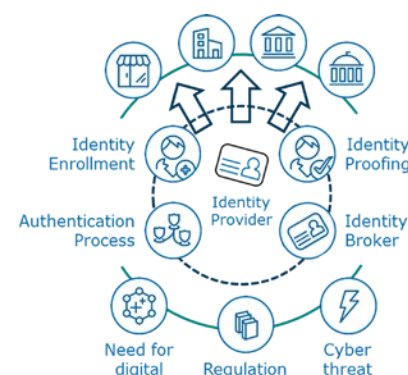 Identity
Enrollment
Identity
Proofing
Identity
Provider
Authentication
Process
Identity
Broker
Need for
digital
Regulation
Cyber
threat